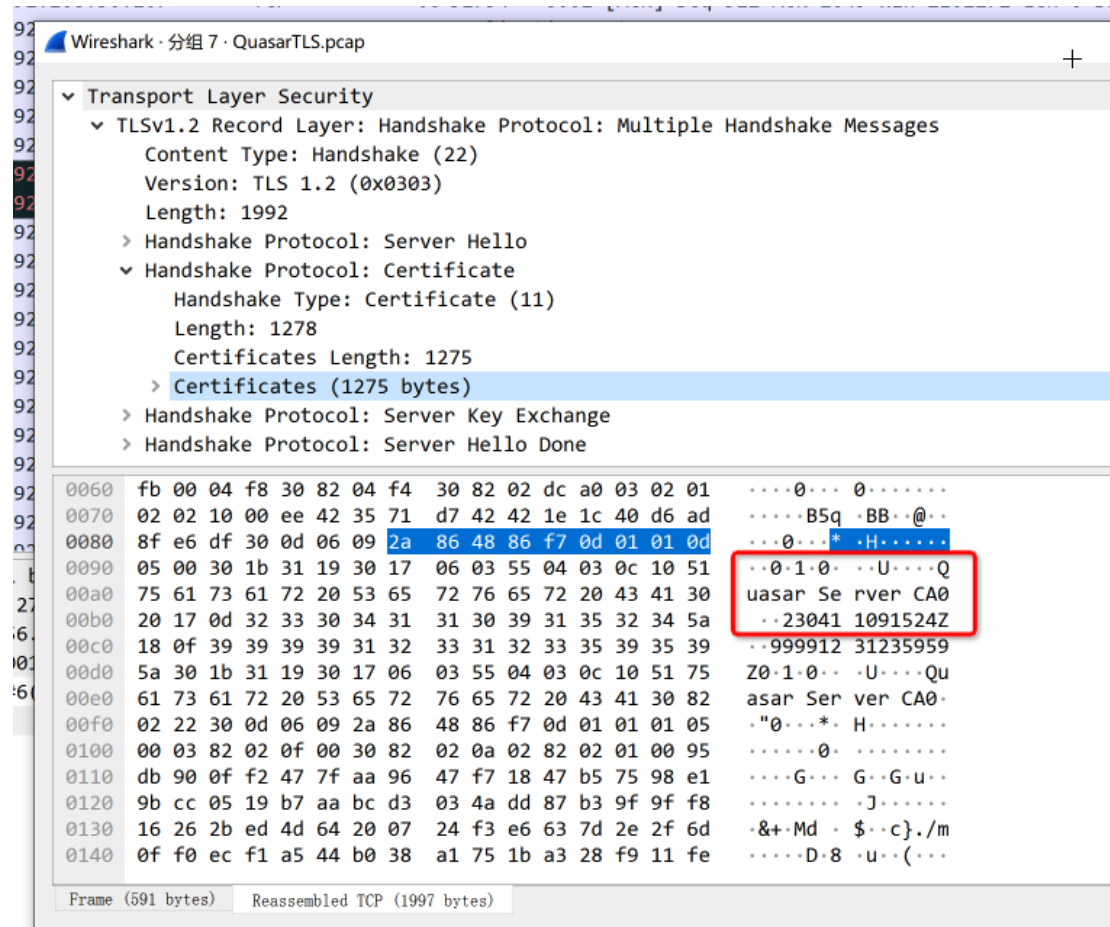 Wireshark · 分组 7 · QuasarTLS.pcap
Transport Layer Security
TLSv1.2 Record Layer: Handshake Protocol: Multiple Handshake Messages
Content Type: Handshake (22)
Version: TLS 1.2 (0x0303)
Length: 1992
Handshake Protocol: Server Hello
Handshake Protocol: Certificate
Handshake Type: Certificate (11)
Length: 1278
Certificates Length: 1275
Certificates (1275 bytes)
Handshake Protocol: Server Key Exchange
Handshake Protocol: Server Hello Done
0060 fb 00 04 f8 30 82 04 f4 30 82 02 dc a0 03 02 01 ····0··· 0·······
0070 02 02 10 00 ee 42 35 71 d7 42 42 1e 1c 40 d6 ad ·····B5q ·BB··@··
0080 8f e6 df 30 0d 06 09 2a 86 48 86 f7 0d 01 01 0d ···0···* ·H······
0090 05 00 30 1b 31 19 30 17 06 03 55 04 03 0c 10 51 ··0·1·0· ··U····Q
00a0 75 61 73 61 72 20 53 65 72 76 65 72 20 43 41 30 uasar Se rver CA0
00b0 20 17 0d 32 33 30 34 31 31 30 39 31 35 32 34 5a ··23041 1091524Z
00c0 18 0f 39 39 39 39 31 32 33 31 32 33 35 39 35 39 ··999912 31235959
00d0 5a 30 1b 31 19 30 17 06 03 55 04 03 0c 10 51 75 Z0·1·0·· ·U····Qu
00e0 61 73 61 72 20 53 65 72 76 65 72 20 43 41 30 82 asar Ser ver CA0·
00f0 02 22 30 0d 06 09 2a 86 48 86 f7 0d 01 01 01 05 ·"0···*· H·······
0100 00 03 82 02 0f 00 30 82 02 0a 02 82 02 01 00 95 ······0· ········
0110 db 90 0f f2 47 7f aa 96 47 f7 18 47 b5 75 98 e1 ····G··· G··G·u··
0120 9b cc 05 19 b7 aa bc d3 03 4a dd 87 b3 9f 9f f8 ········ ·J······
0130 16 26 2b ed 4d 64 20 07 24 f3 e6 63 7d 2e 2f 6d ·&+·Md · $··c}./m
0140 0f f0 ec f1 a5 44 b0 38 a1 75 1b a3 28 f9 11 fe ·····D·8 ·u··(···
Frame (591 bytes) Reassembled TCP (1997 bytes)